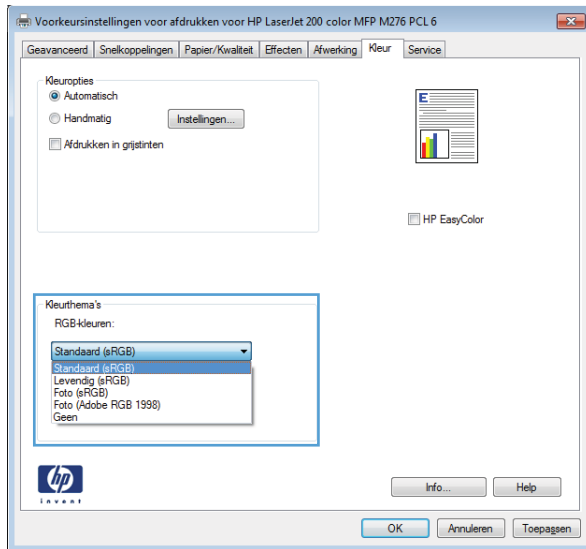 Voorkeursinstellingen voor afdrukken voor HP LaserJet 200 color MFP M276 PCL 6
Geavanceerd Snelkoppelingen Papier/Kwaliteit Effecten Afwerking Kleur Service
Kleuropties
Automatisch
Handmatig Instellingen...
Afdrukken in grijstinten
E
HP EasyColor
Kleurthema's
RGB-kleuren:
Standaard (sRGB)
Standaard (sRGB)
Levendig (sRGB)
Foto (sRGB)
Foto (Adobe RGB 1998)
Geen
hp
invent
Info... Help
OK Annuleren Toepassen